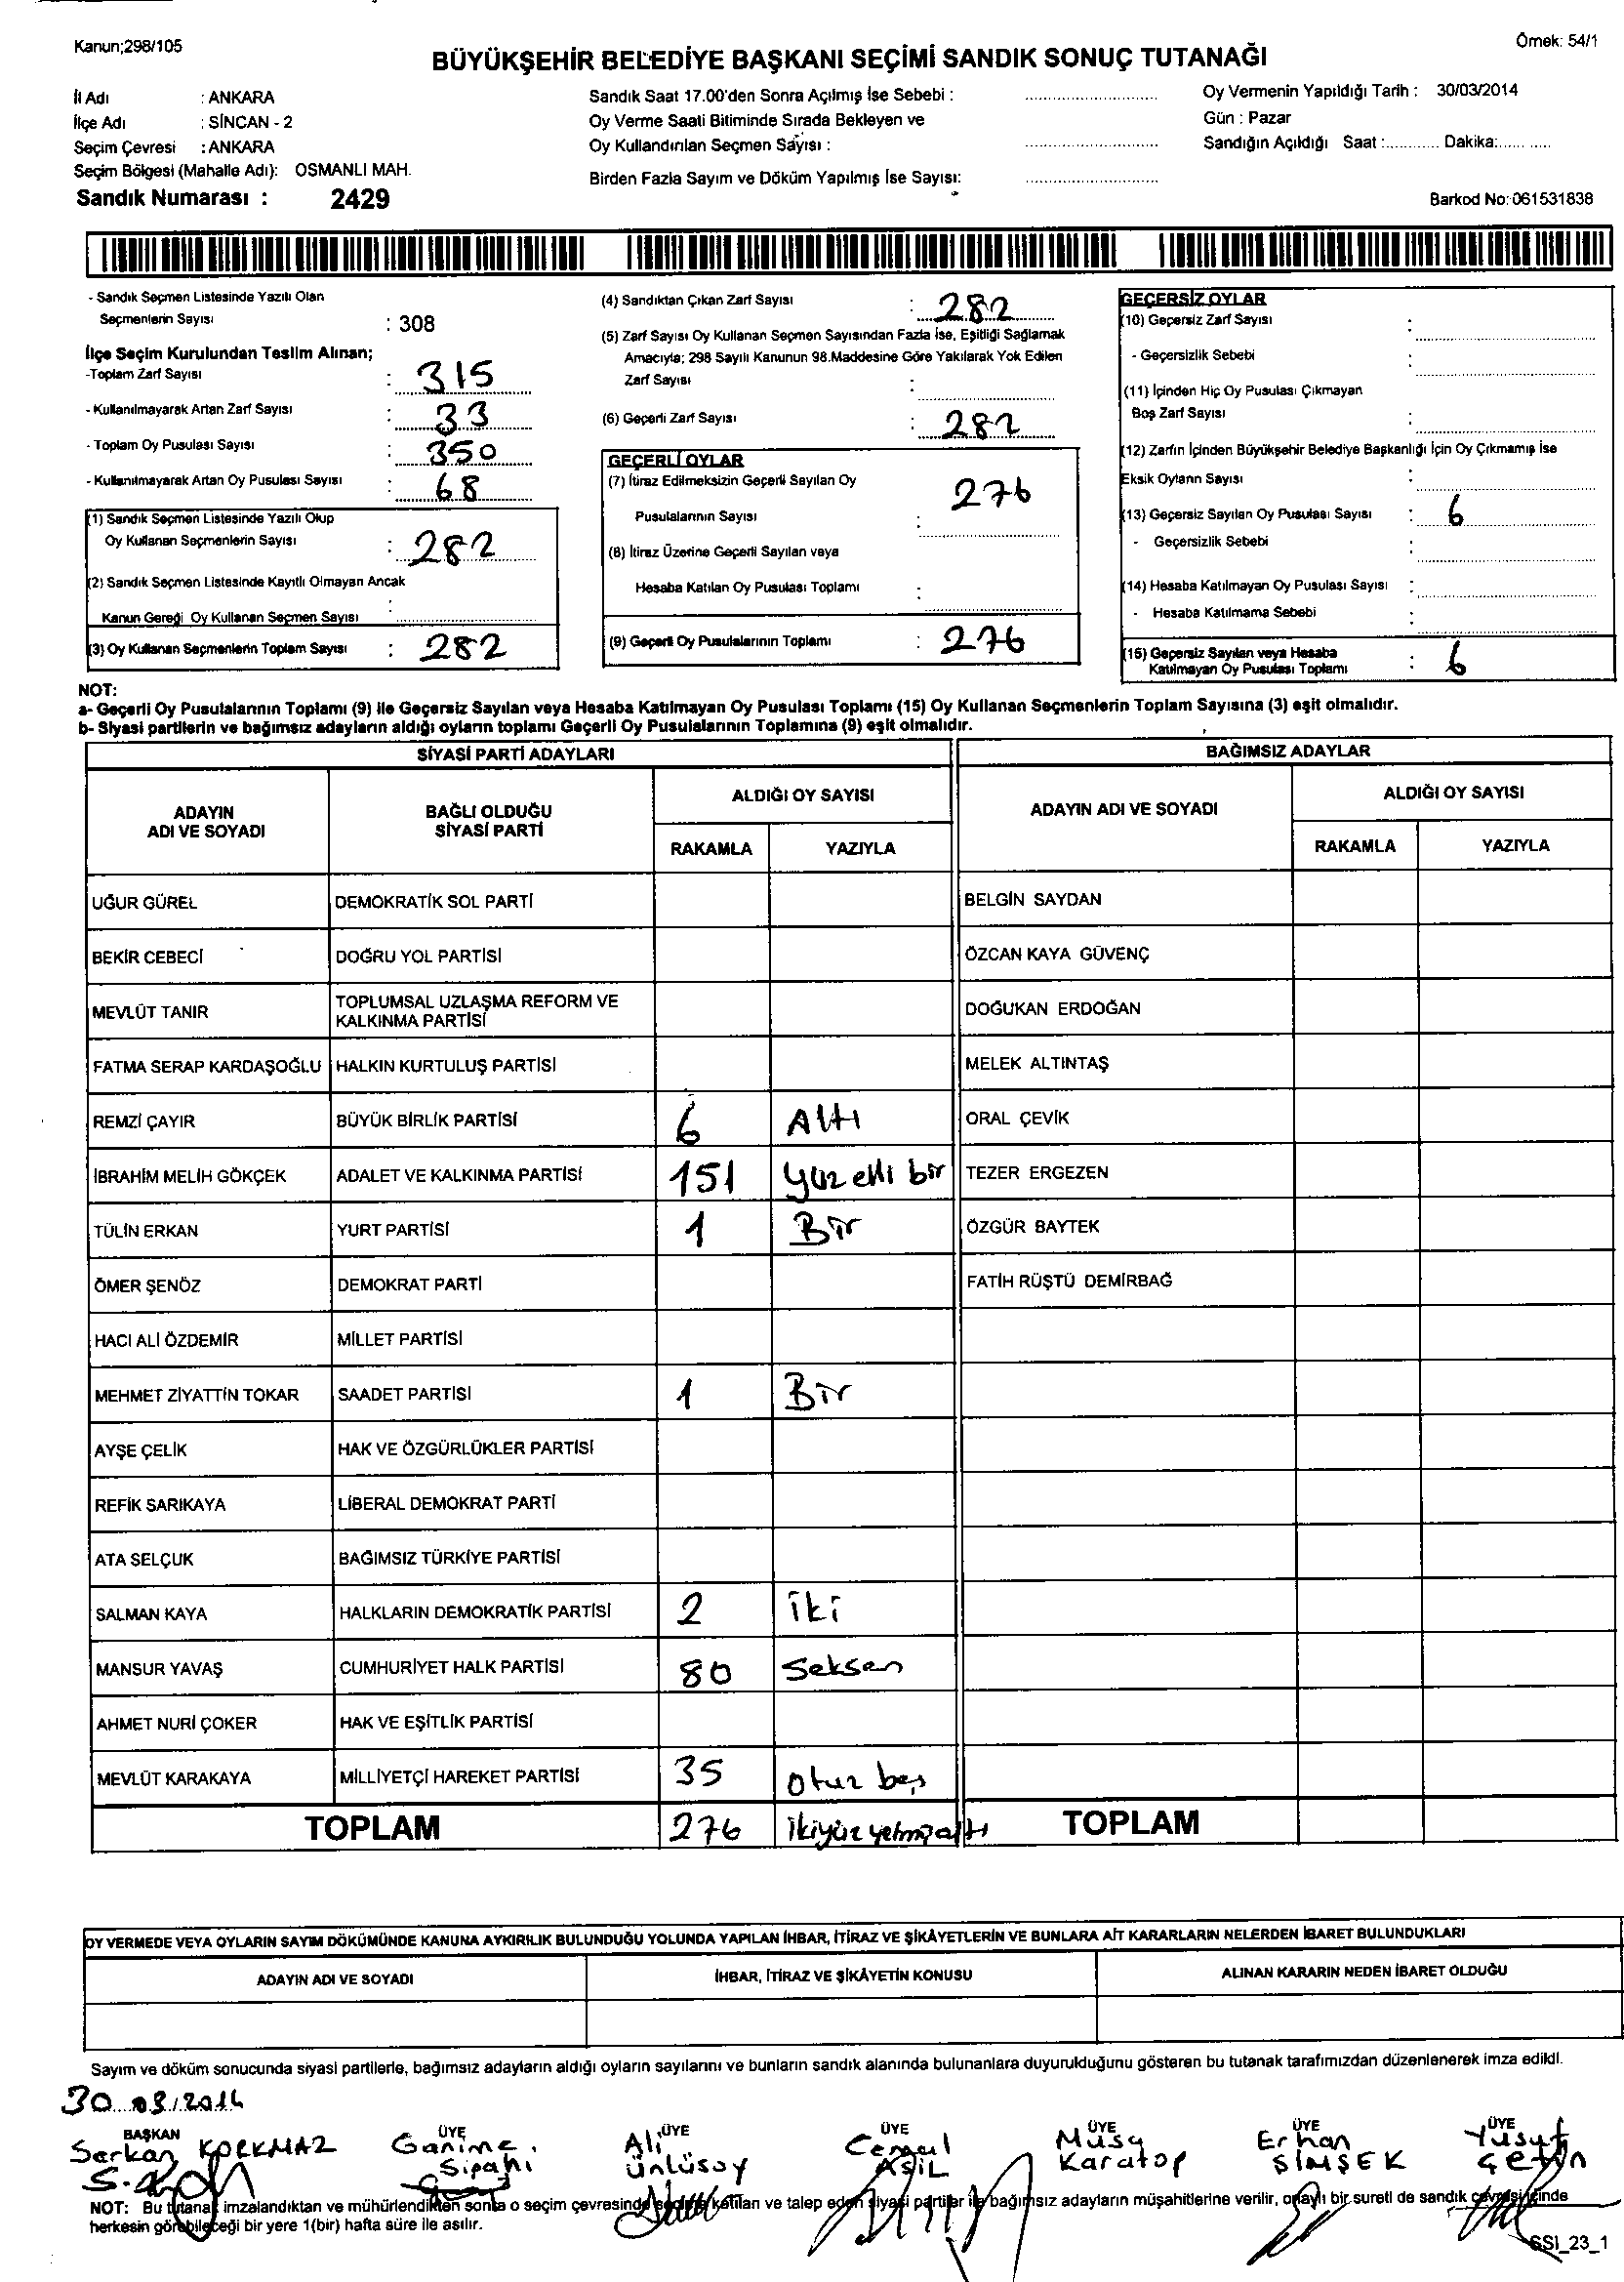 Kanun;298/105
Örnek: 54/1
BÜYÜKŞEHİR BELEDİYE BAŞKANI SEÇİMİ SANDIK SONUÇ TUTANAĞI
İl Adı : ANKARA
İlçe Adı : SİNCAN - 2
Seçim Çevresi : ANKARA
Seçim Bölgesi (Mahalle Adı): OSMANLI MAH.
Sandık Numarası : 2429
Sandık Saat 17.00'den Sonra Açılmış İse Sebebi :
Oy Verme Saati Bitiminde Sırada Bekleyen ve
Oy Kullandırılan Seçmen Sayısı :
Birden Fazla Sayım ve Döküm Yapılmış İse Sayısı:
Oy Vermenin Yapıldığı Tarih : 30/03/2014
Gün : Pazar
Sandığın Açıldığı Saat :........... Dakika:...........
Barkod No: 061531838
- Sandık Seçmen Listesinde Yazılı Olan
Seçmenlerin Sayısı : 308
İlçe Seçim Kurulundan Teslim Alınan;
-Toplam Zarf Sayısı : 315
- Kullanılmayarak Artan Zarf Sayısı : 33
- Toplam Oy Pusulası Sayısı : 350
- Kullanılmayarak Artan Oy Pusulası Sayısı : 68
(1) Sandık Seçmen Listesinde Yazılı Olup
Oy Kullanan Seçmenlerin Sayısı : 282
(2) Sandık Seçmen Listesinde Kayıtlı Olmayan Ancak
Kanun Gereği Oy Kullanan Seçmen Sayısı :
(3) Oy Kullanan Seçmenlerin Toplam Sayısı : 282
(4) Sandıktan Çıkan Zarf Sayısı : 282
(5) Zarf Sayısı Oy Kullanan Seçmen Sayısından Fazla İse, Eşitliği Sağlamak
Amacıyla; 298 Sayılı Kanunun 98.Maddesine Göre Yakılarak Yok Edilen
Zarf Sayısı :
(6) Geçerli Zarf Sayısı : 282
GEÇERLİ OYLAR
(7) İtiraz Edilmeksizin Geçerli Sayılan Oy
Pusulalarının Sayısı : 276
(8) İtiraz Üzerine Geçerli Sayılan veya
Hesaba Katılan Oy Pusulası Toplamı :
(9) Geçerli Oy Pusulalarının Toplamı : 276
GEÇERSİZ OYLAR
(10) Geçersiz Zarf Sayısı :
- Geçersizlik Sebebi :
(11) İçinden Hiç Oy Pusulası Çıkmayan
Boş Zarf Sayısı :
(12) Zarfın İçinden Büyükşehir Belediye Başkanlığı İçin Oy Çıkmamış İse
Eksik Oyların Sayısı :
(13) Geçersiz Sayılan Oy Pusulası Sayısı : 6
- Geçersizlik Sebebi :
(14) Hesaba Katılmayan Oy Pusulası Sayısı :
- Hesaba Katılmama Sebebi :
(15) Geçersiz Sayılan veya Hesaba
Katılmayan Oy Pusulası Toplamı : 6
NOT:
a- Geçerli Oy Pusulalarının Toplamı (9) ile Geçersiz Sayılan veya Hesaba Katılmayan Oy Pusulası Toplamı (15) Oy Kullanan Seçmenlerin Toplam Sayısına (3) eşit olmalıdır.
b- Siyasi partilerin ve bağımsız adayların aldığı oyların toplamı Geçerli Oy Pusulalarının Toplamına (9) eşit olmalıdır.
SİYASİ PARTİ ADAYLARI BAĞIMSIZ ADAYLAR
ADAYIN ADI VE SOYADI BAĞLI OLDUĞU SİYASİ PARTİ ALDIĞI OY SAYISI ADAYIN ADI VE SOYADI ALDIĞI OY SAYISI
RAKAMLA YAZIYLA RAKAMLA YAZIYLA
UĞUR GÜREL DEMOKRATİK SOL PARTİ BELGİN SAYDAN
BEKİR CEBECİ DOĞRU YOL PARTİSİ ÖZCAN KAYA GÜVENÇ
MEVLÜT TANIR TOPLUMSAL UZLAŞMA REFORM VE KALKINMA PARTİSİ DOĞUKAN ERDOĞAN
FATMA SERAP KARDAŞOĞLU HALKIN KURTULUŞ PARTİSİ MELEK ALTINTAŞ
REMZİ ÇAYIR BÜYÜK BİRLİK PARTİSİ 6 Altı ORAL ÇEVİK
İBRAHİM MELİH GÖKÇEK ADALET VE KALKINMA PARTİSİ 151 yüz elli bir TEZER ERGEZEN
TÜLİN ERKAN YURT PARTİSİ 1 Bir ÖZGÜR BAYTEK
ÖMER ŞENÖZ DEMOKRAT PARTİ FATİH RÜŞTÜ DEMİRBAĞ
HACI ALİ ÖZDEMİR MİLLET PARTİSİ
MEHMET ZİYATTİN TOKAR SAADET PARTİSİ 1 Bir
AYŞE ÇELİK HAK VE ÖZGÜRLÜKLER PARTİSİ
REFİK SARIKAYA LİBERAL DEMOKRAT PARTİ
ATA SELÇUK BAĞIMSIZ TÜRKİYE PARTİSİ
SALMAN KAYA HALKLARIN DEMOKRATİK PARTİSİ 2 iki
MANSUR YAVAŞ CUMHURİYET HALK PARTİSİ 80 Seksen
AHMET NURİ ÇOKER HAK VE EŞİTLİK PARTİSİ
MEVLÜT KARAKAYA MİLLİYETÇİ HAREKET PARTİSİ 35 otuz beş
TOPLAM 276 ikiyüz yetmişaltı TOPLAM
OY VERMEDE VEYA OYLARIN SAYIM DÖKÜMÜNDE KANUNA AYKIRILIK BULUNDUĞU YOLUNDA YAPILAN İHBAR, İTİRAZ VE ŞİKÂYETLERİN VE BUNLARA AİT KARARLARIN NELERDEN İBARET BULUNDUKLARI
ADAYIN ADI VE SOYADI İHBAR, İTİRAZ VE ŞİKÂYETİN KONUSU ALINAN KARARIN NEDEN İBARET OLDUĞU
Sayım ve döküm sonucunda siyasi partilerle, bağımsız adayların aldığı oyların sayılarını ve bunların sandık alanında bulunanlara duyurulduğunu gösteren bu tutanak tarafımızdan düzenlenerek imza edildi.
30.03/2014
BAŞKAN ÜYE ÜYE ÜYE ÜYE ÜYE ÜYE
Serkan KORKMAZ Ganime Sipahi Ali Ünlüsoy Cemal ASİL Musa Karatop Erhan ŞİMŞEK Yusuf Çetin
NOT: Bu tutanak imzalandıktan ve mühürlendikten sonra o seçim çevresinde seçime katılan ve talep eden siyasi partiler ile bağımsız adayların müşahitlerine verilir, onaylı bir sureti de sandık çevresi içinde
herkesin görebileceği bir yere 1(bir) hafta süre ile asılır.
SSI_23_1